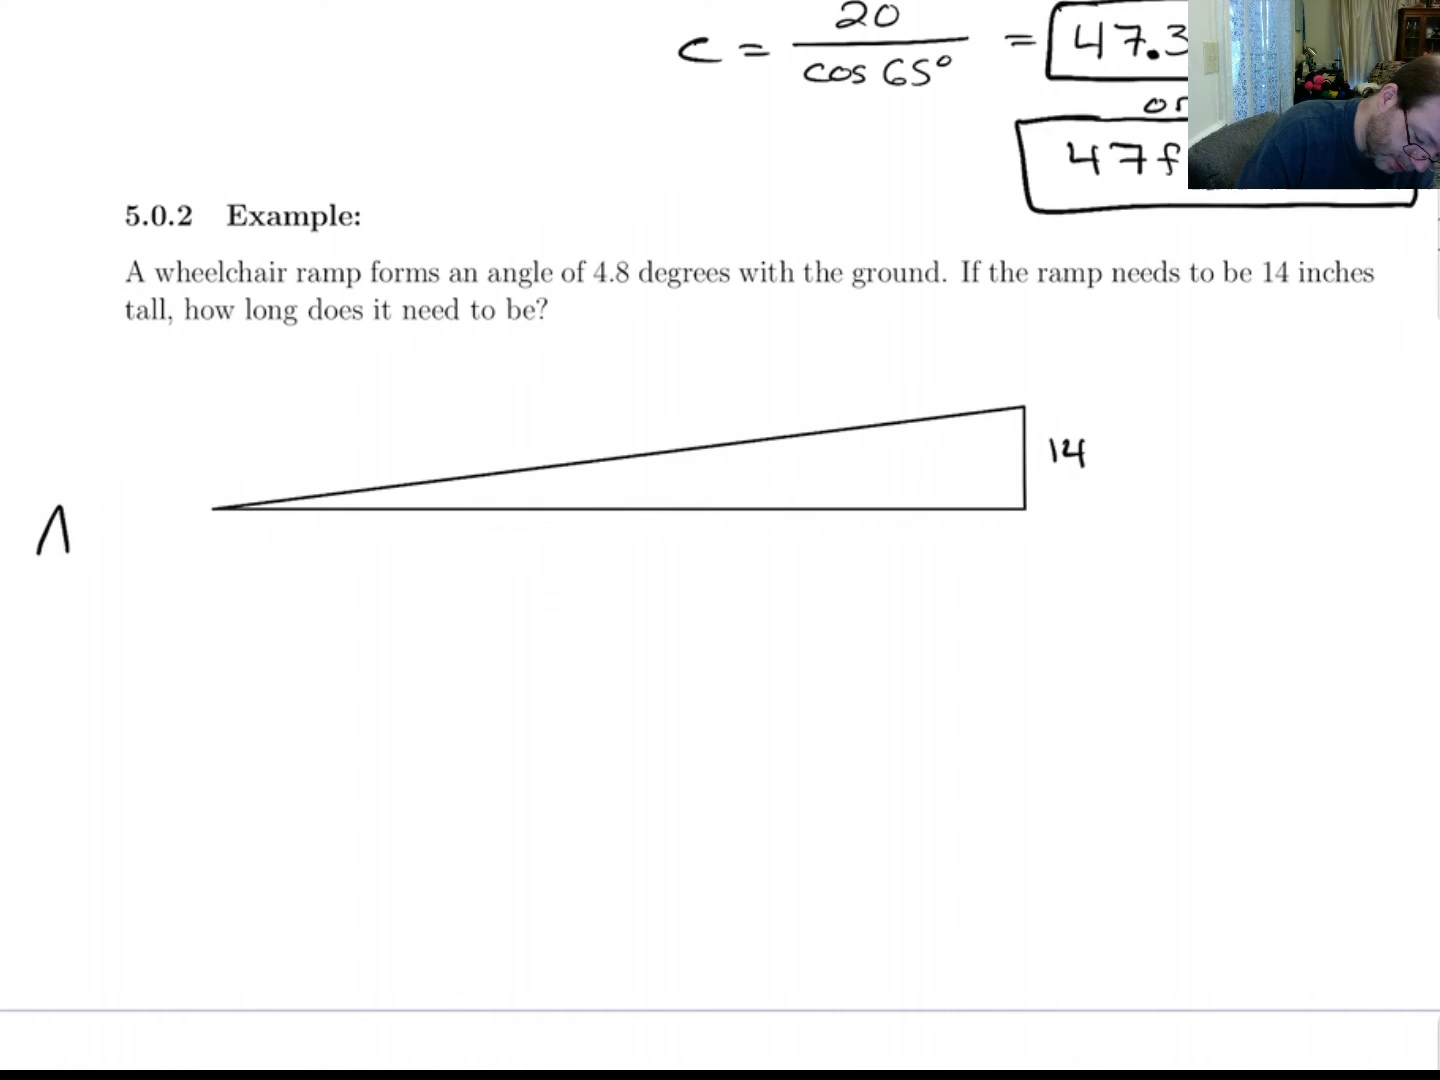 20
c = ――― = 47.3
cos 65°
or
47f
5.0.2 Example:
A wheelchair ramp forms an angle of 4.8 degrees with the ground. If the ramp needs to be 14 inches
tall, how long does it need to be?
14